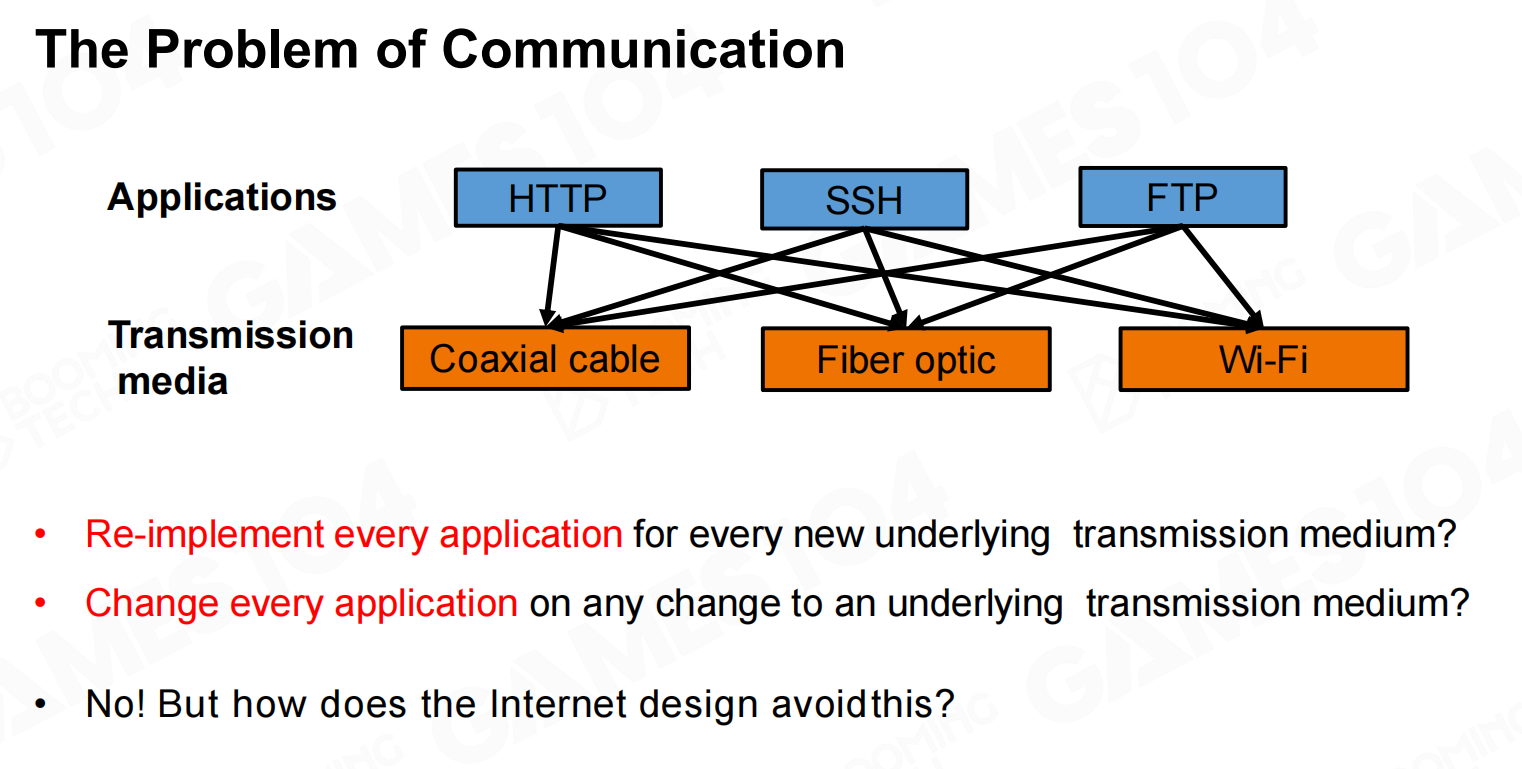 The Problem of Communication
Applications
HTTP
SSH
FTP
Transmission
media
Coaxial cable
Fiber optic
Wi-Fi
• Re-implement every application for every new underlying transmission medium?
• Change every application on any change to an underlying transmission medium?
• No! But how does the Internet design avoidthis?
GAMES104
BOOMING
TECH